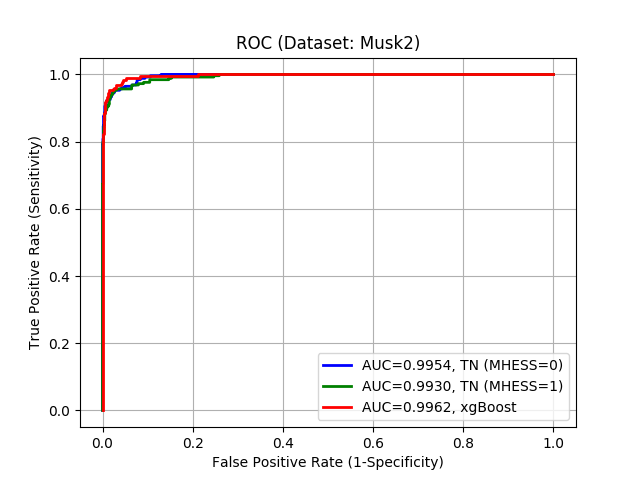 ROC (Dataset: Musk2)
True Positive Rate (Sensitivity)
1.0
0.8
0.6
0.4
0.2
0.0
AUC=0.9954, TN (MHESS=0)
AUC=0.9930, TN (MHESS=1)
AUC=0.9962, xgBoost
0.0 0.2 0.4 0.6 0.8 1.0
False Positive Rate (1-Specificity)